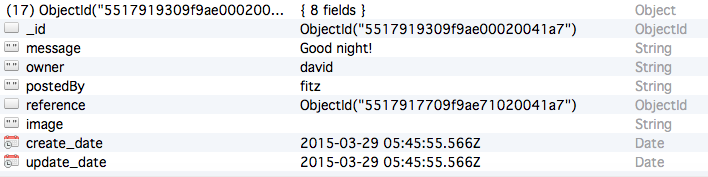 (17) ObjectId("5517919309f9ae000200... { 8 fields } Object
_id ObjectId("5517919309f9ae00020041a7") ObjectId
"" message Good night! String
"" owner david String
"" postedBy fitz String
reference ObjectId("5517917709f9ae71020041a7") ObjectId
"" image String
create_date 2015-03-29 05:45:55.566Z Date
update_date 2015-03-29 05:45:55.566Z Date